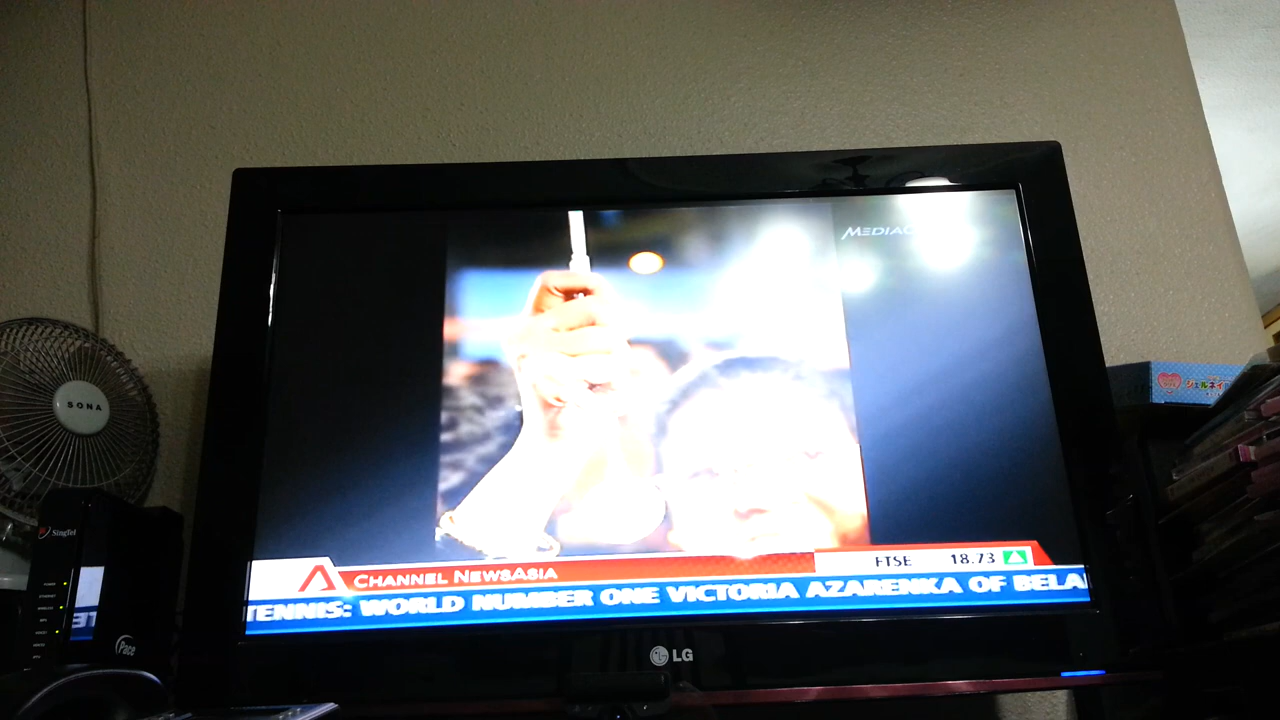 MEDIAC
SONA
SingTel
FTSE 18.73
CHANNEL NEWSASIA
TENNIS: WORLD NUMBER ONE VICTORIA AZARENKA OF BELA
Pace
LG